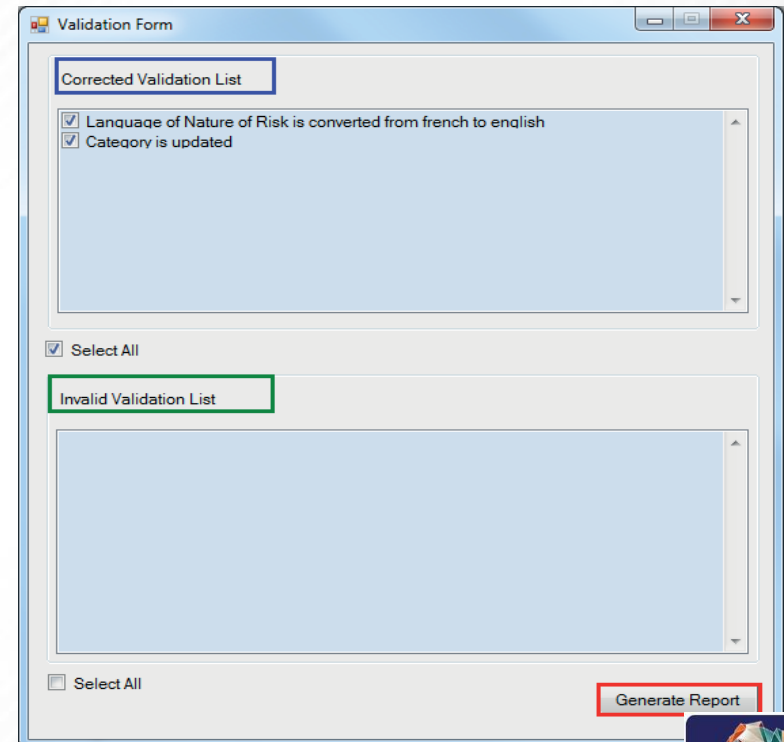 Validation Form
Corrected Validation List
Language of Nature of Risk is converted from french to english
Category is updated
Select All
Invalid Validation List
Select All
Generate Report